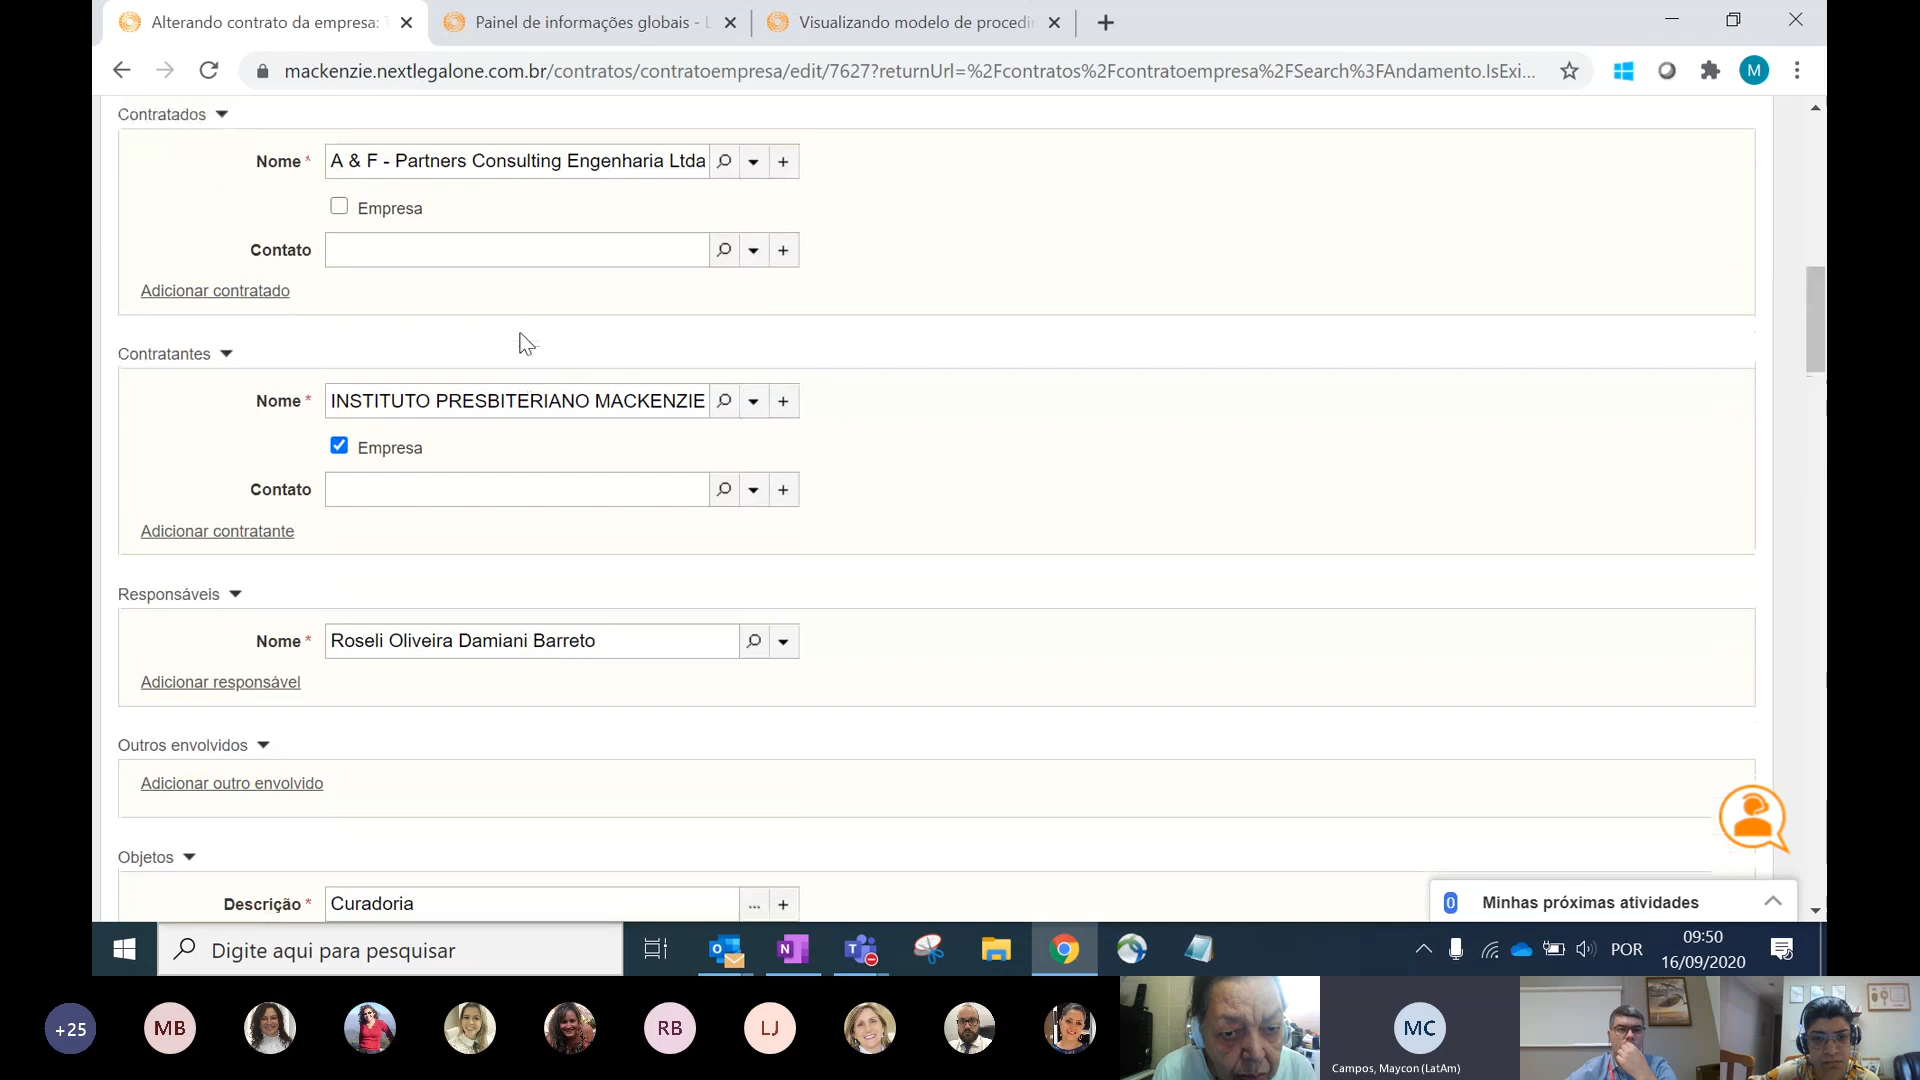 Alterando contrato da empresa:
Painel de informações globais -
Visualizando modelo de procedi
mackenzie.nextlegalone.com.br/contratos/contratoempresa/edit/7627?returnUrl=%2Fcontratos%2Fcontratoempresa%2FSearch%3FAndamento.IsExi...
M
Contratados
Nome *
A & F - Partners Consulting Engenharia Ltda
Empresa
Contato
Adicionar contratado
Contratantes
Nome *
INSTITUTO PRESBITERIANO MACKENZIE
Empresa
Contato
Adicionar contratante
Responsáveis
Nome *
Roseli Oliveira Damiani Barreto
Adicionar responsável
Outros envolvidos
Adicionar outro envolvido
Objetos
Descrição *
Curadoria
...
0 Minhas próximas atividades
Digite aqui para pesquisar
POR
09:50
16/09/2020
+25
MB
RB
LJ
MC
Campos, Maycon (LatAm)